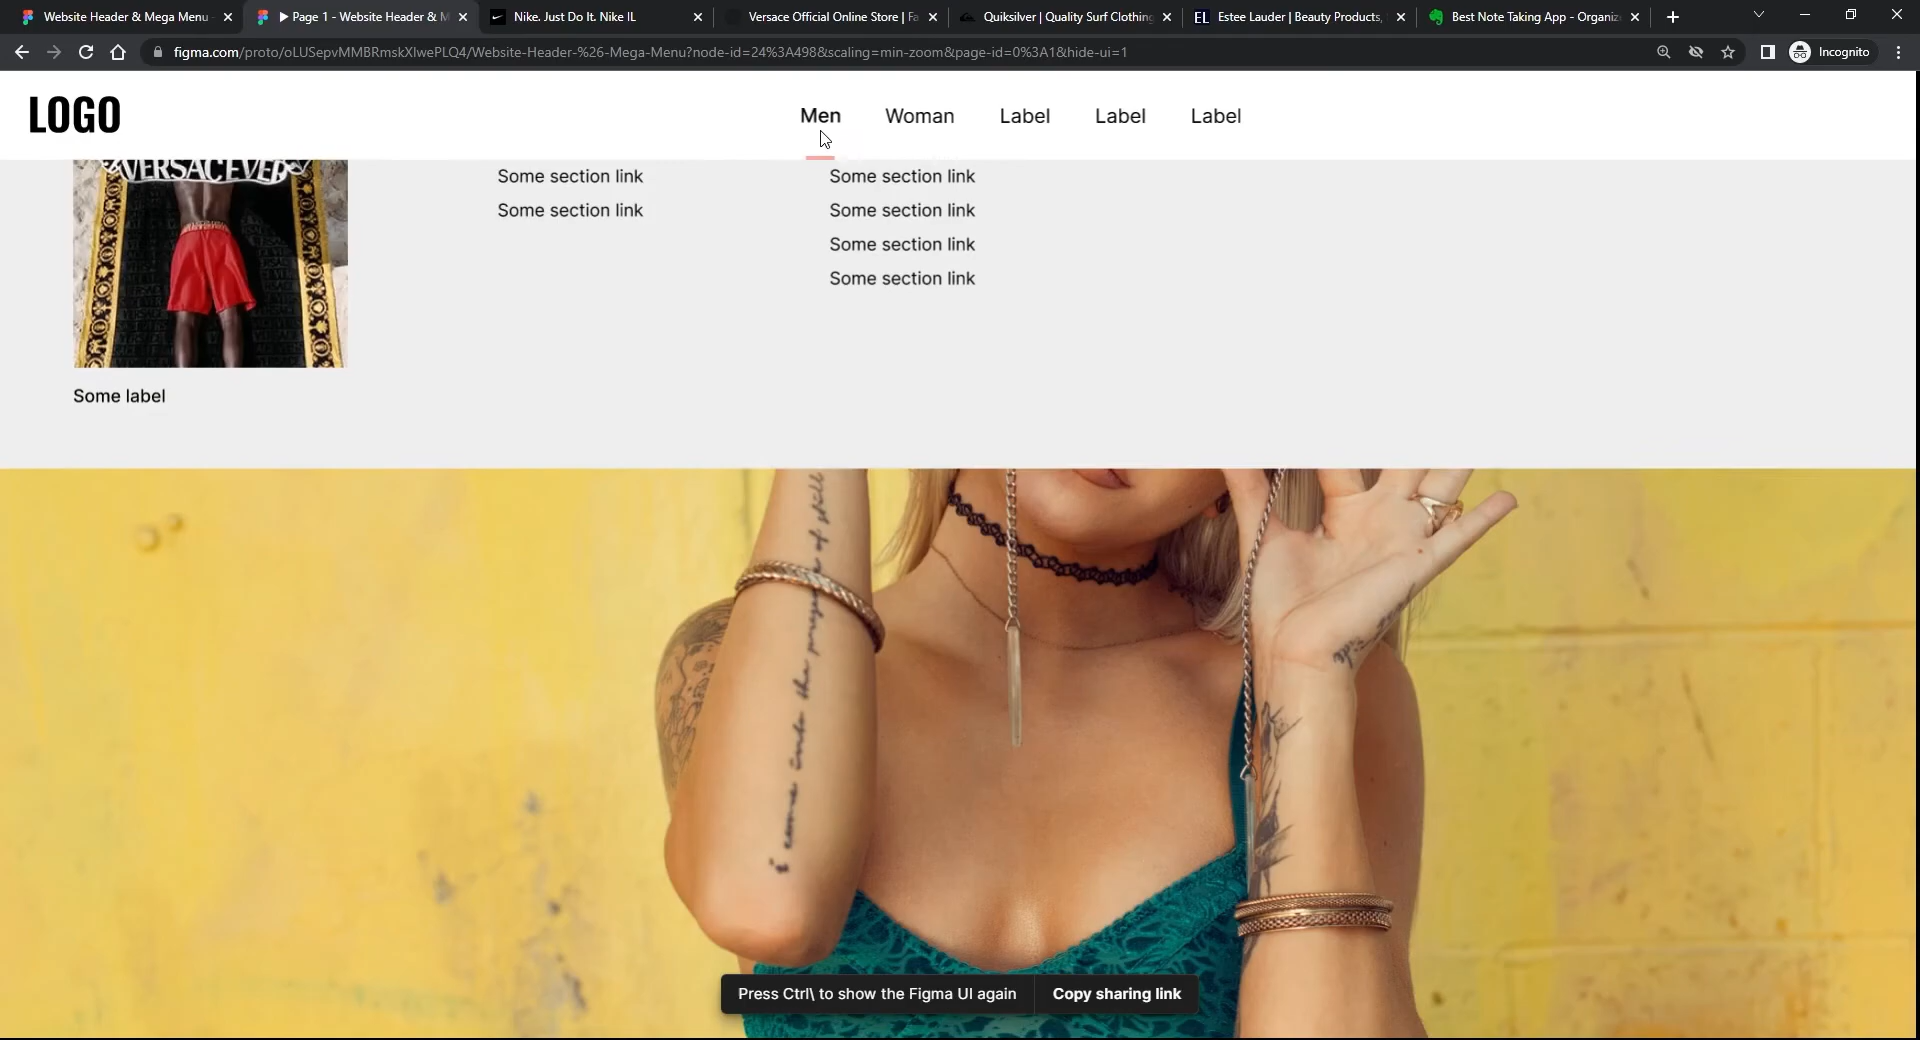 Website Header & Mega Menu
Page 1 - Website Header & M
Nike. Just Do It. Nike IL
Versace Official Online Store | Fa
Quiksilver | Quality Surf Clothing
EL Estee Lauder | Beauty Products,
Best Note Taking App - Organiz
figma.com/proto/oLUSepvMMBRmskXlwePLQ4/Website-Header-%26-Mega-Menu?node-id=24%3A498&scaling=min-zoom&page-id=0%3A1&hide-ui=1
Incognito
LOGO
Men
Woman
Label
Label
Label
Some section link
Some section link
Some section link
Some section link
Some section link
Some section link
Some label
Press Ctrl\ to show the Figma UI again
Copy sharing link